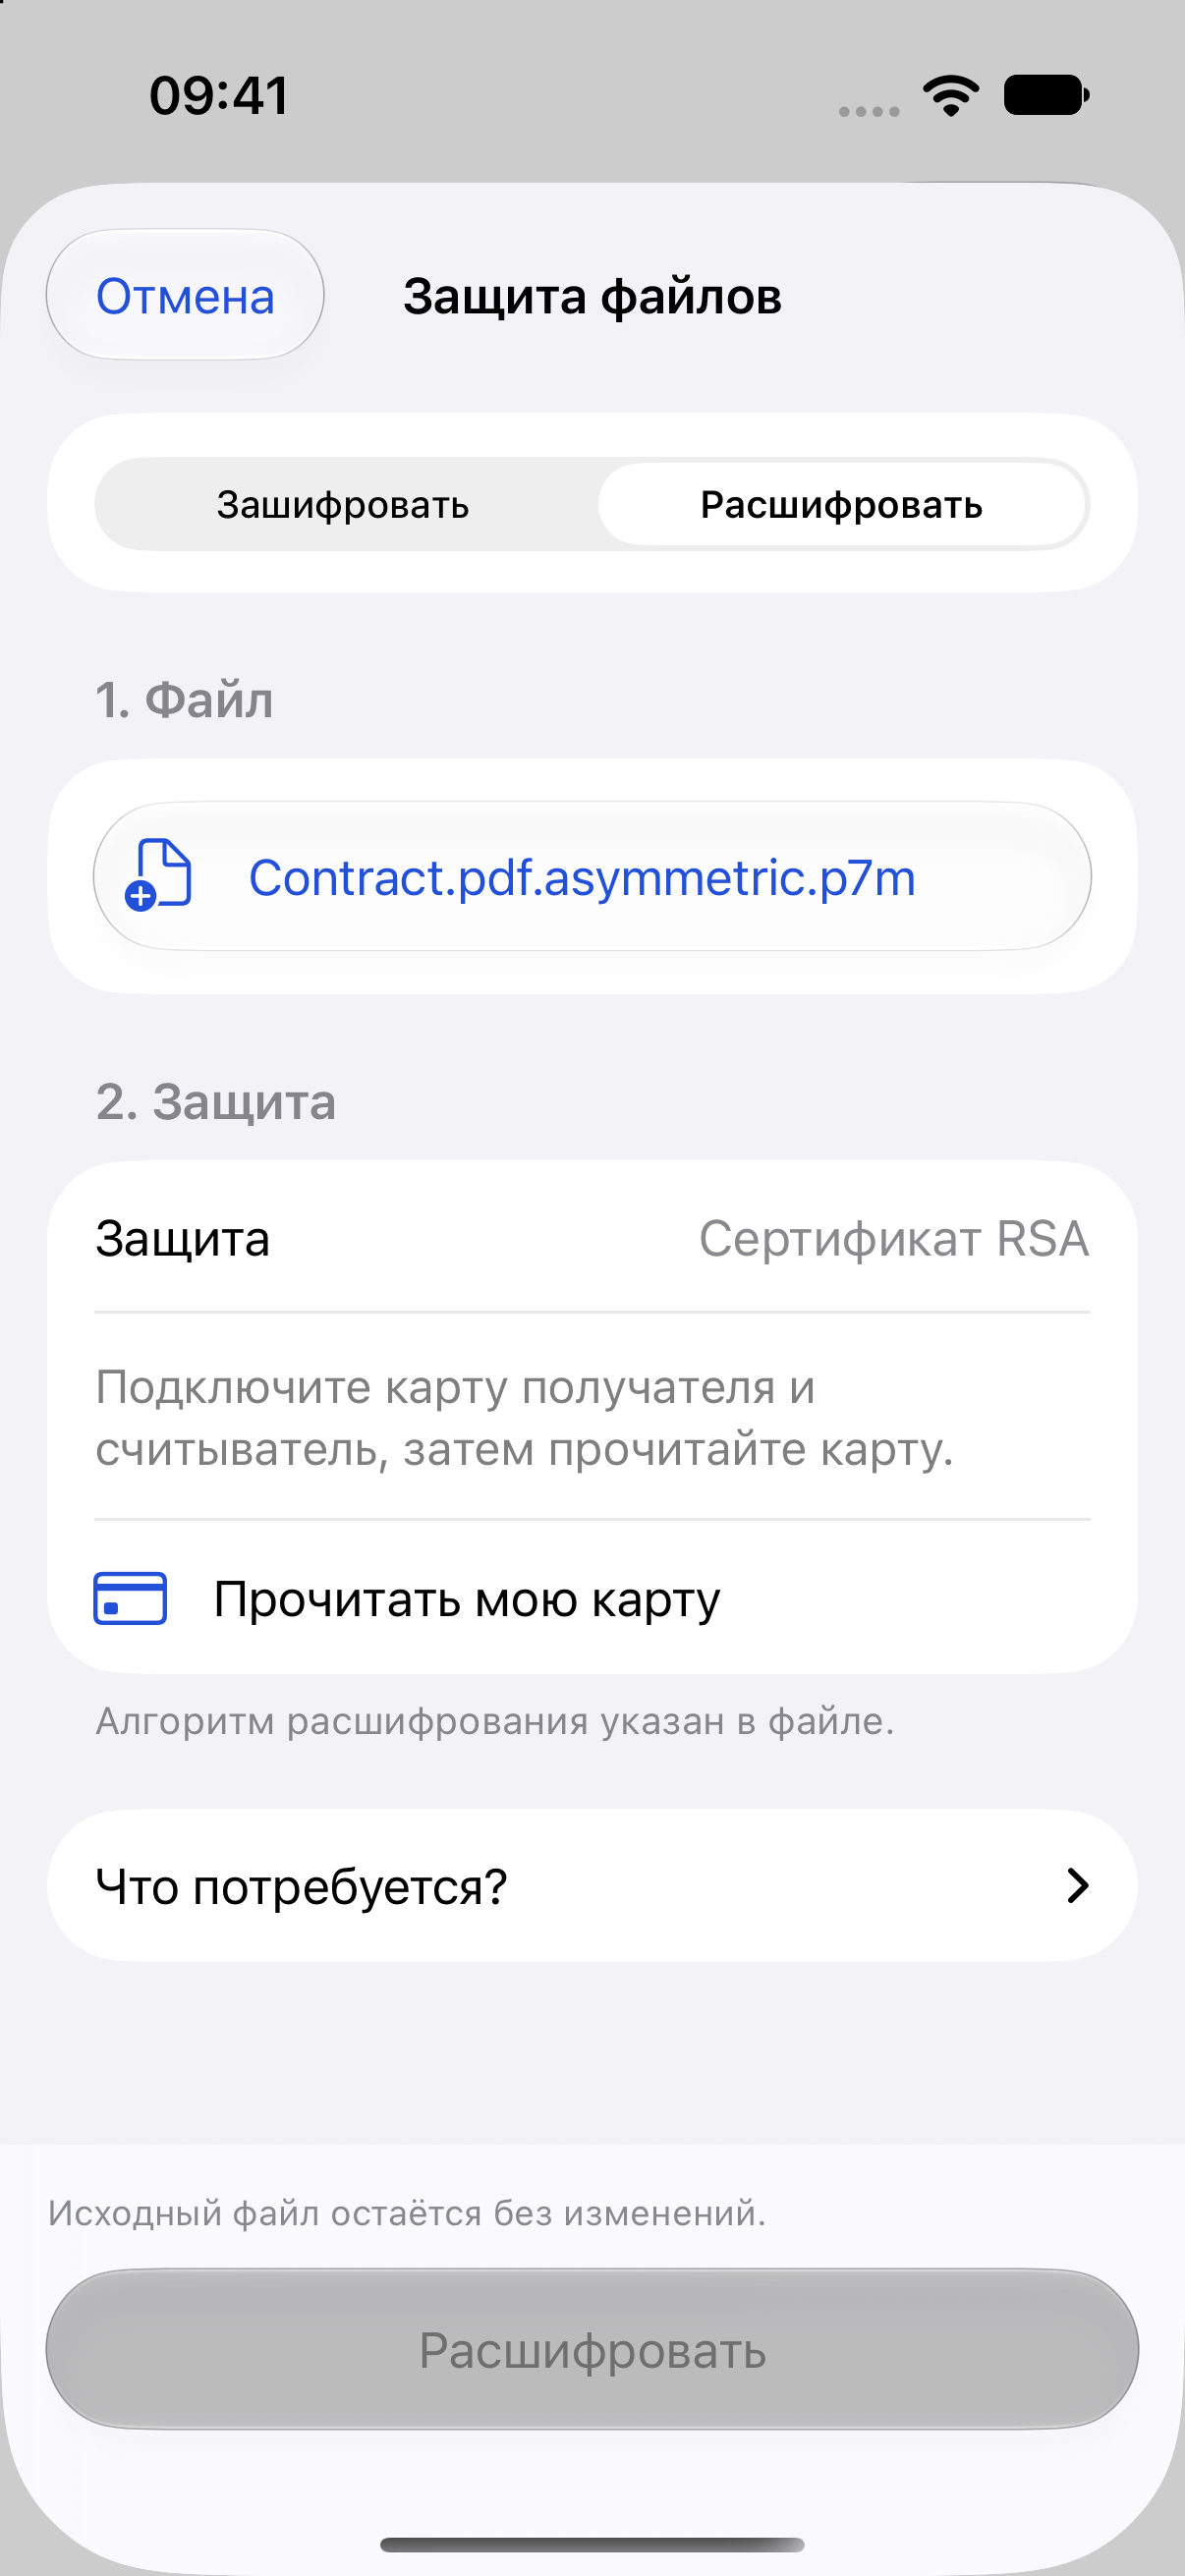 09:41
Отмена
Защита файлов
Зашифровать
Расшифровать
1. Файл
Contract.pdf.asymmetric.p7m
2. Защита
Защита
Сертификат RSA
Подключите карту получателя и
считыватель, затем прочитайте карту.
Прочитать мою карту
Алгоритм расшифрования указан в файле.
Что потребуется?
Исходный файл остаётся без изменений.
Расшифровать